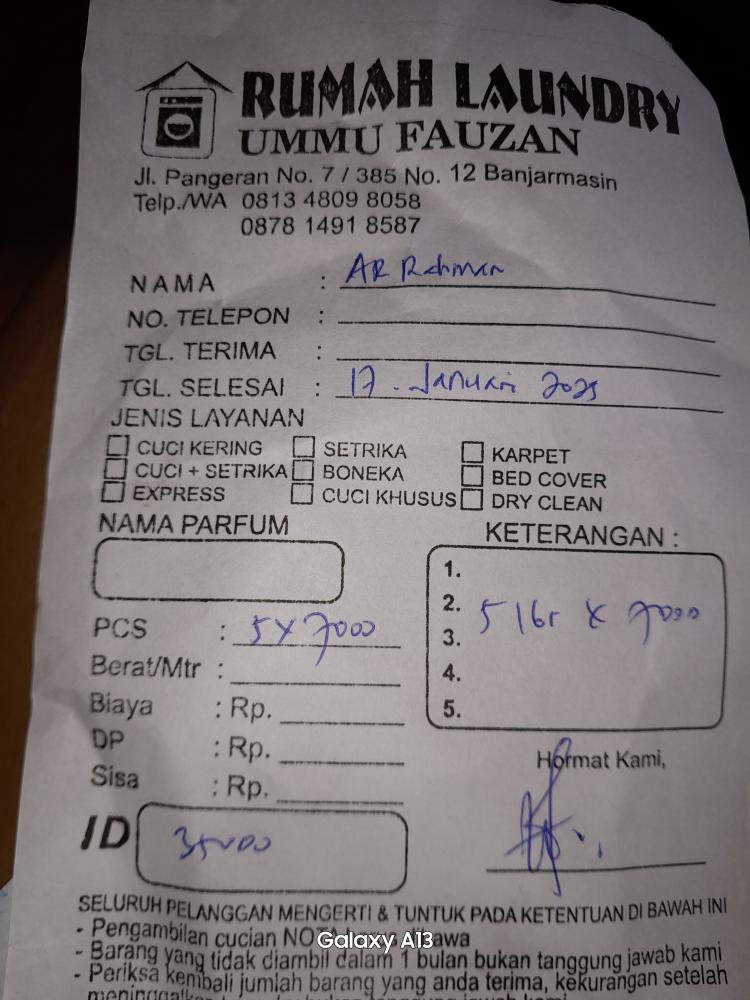 RUMAH LAUNDRY
UMMU FAUZAN
Jl. Pangeran No. 7 / 385 No. 12 Banjarmasin
Telp./WA 0813 4809 8058
0878 1491 8587
NAMA : AR Rahman
NO. TELEPON :
TGL. TERIMA :
TGL. SELESAI : 17 . Januari 2025
JENIS LAYANAN
CUCI KERING SETRIKA KARPET
CUCI + SETRIKA BONEKA BED COVER
EXPRESS CUCI KHUSUS DRY CLEAN
NAMA PARFUM KETERANGAN :
1.
2. 5 lbr x 7000
3.
4.
5.
PCS : 5 x 7000
Berat/Mtr :
Biaya : Rp.
DP : Rp.
Sisa : Rp.
Hormat Kami,
ID 35000
SELURUH PELANGGAN MENGERTI & TUNTUK PADA KETENTUAN DI BAWAH INI
- Pengambilan cucian NOTA
- Barang yang tidak diambil dalam 1 bulan bukan tanggung jawab kami
- Periksa kembali jumlah barang yang anda terima, kekurangan setelah
Galaxy A13